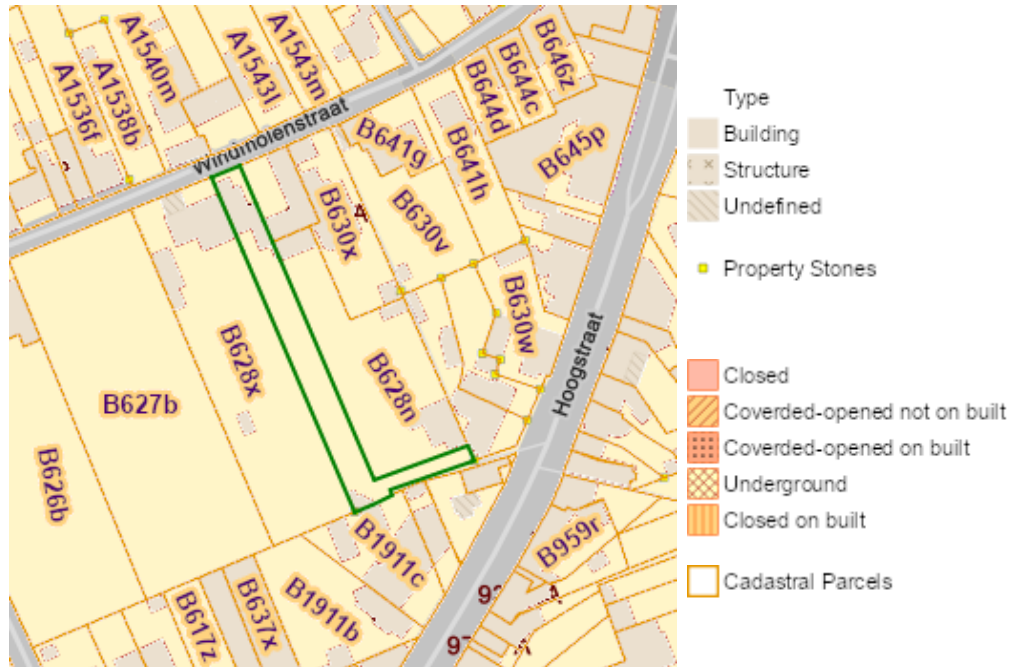 A1540m
A1543l
A1543m
A1536f
A1538b
B646z
B644c
B644d
Windmolenstraat
B641g
B641h
B645p
B630x
B630v
B630w
B628x
B628n
B627b
Hoogstraat
B626b
B1911c
B959r
B617z
B637x
B1911b
A
Type
Building
Structure
Undefined
Property Stones
Closed
Coverded-opened not on built
Coverded-opened on built
Underground
Closed on built
Cadastral Parcels